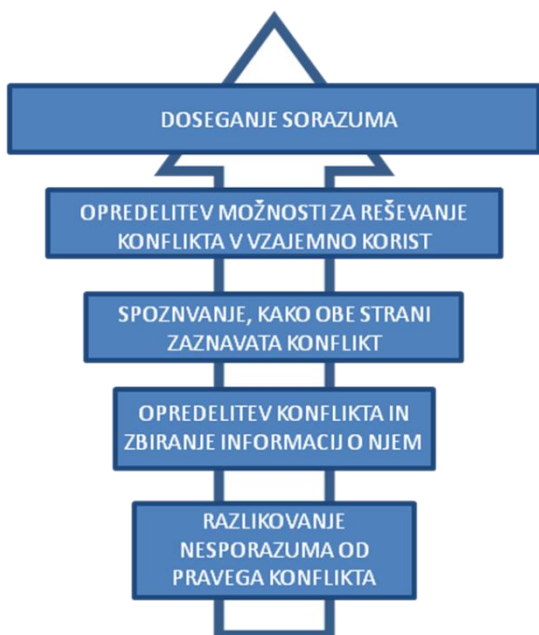 DOSEGANJE SORAZUMA
OPREDELITEV MOŽNOSTI ZA REŠEVANJE
KONFLIKTA V VZAJEMNO KORIST
SPOZNVANJE, KAKO OBE STRANI
ZAZNAVATA KONFLIKT
OPREDELITEV KONFLIKTA IN
ZBIRANJE INFORMACIJ O NJEM
RAZLIKOVANJE
NESPORAZUMA OD
PRAVEGA KONFLIKTA